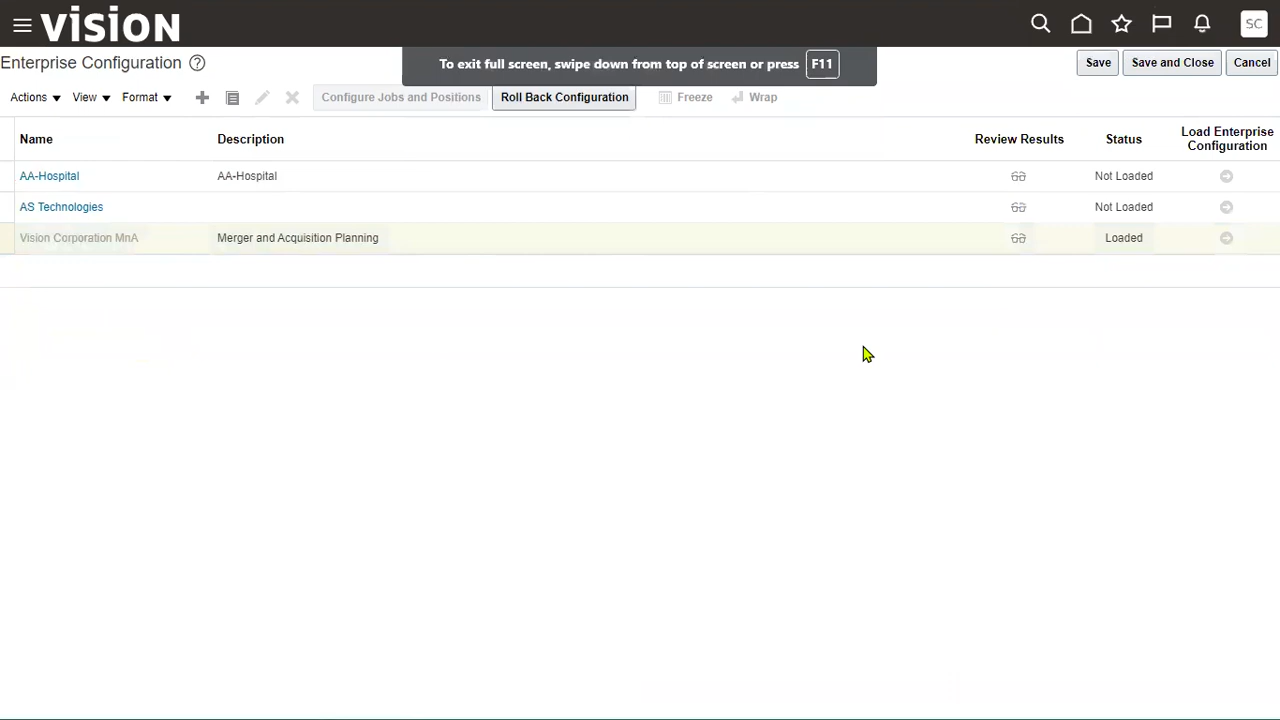 vision
SC
Enterprise Configuration ?
To exit full screen, swipe down from top of screen or press F11
Save Save and Close Cancel
Actions View Format Configure Jobs and Positions Roll Back Configuration Freeze Wrap
Name Description Review Results Status Load Enterprise Configuration
AA-Hospital AA-Hospital Not Loaded
AS Technologies Not Loaded
Vision Corporation MnA Merger and Acquisition Planning Loaded